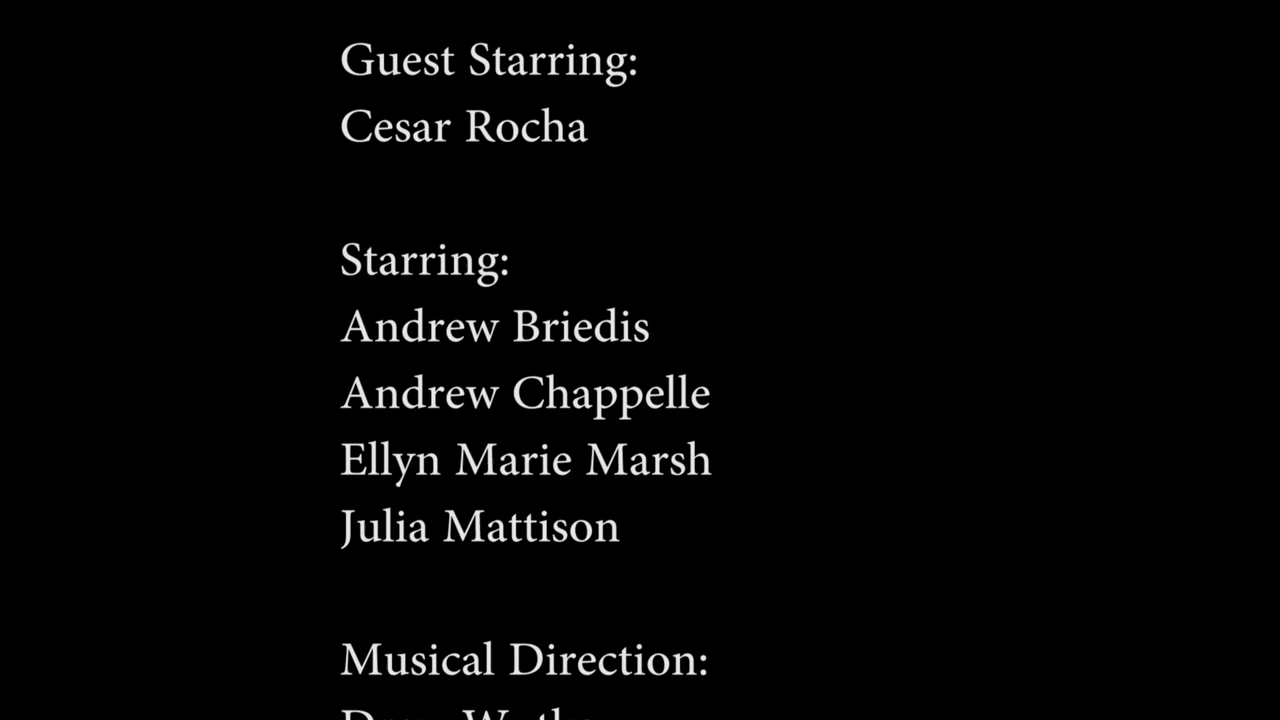 Guest Starring:
Cesar Rocha
Starring:
Andrew Briedis
Andrew Chappelle
Ellyn Marie Marsh
Julia Mattison
Musical Direction: